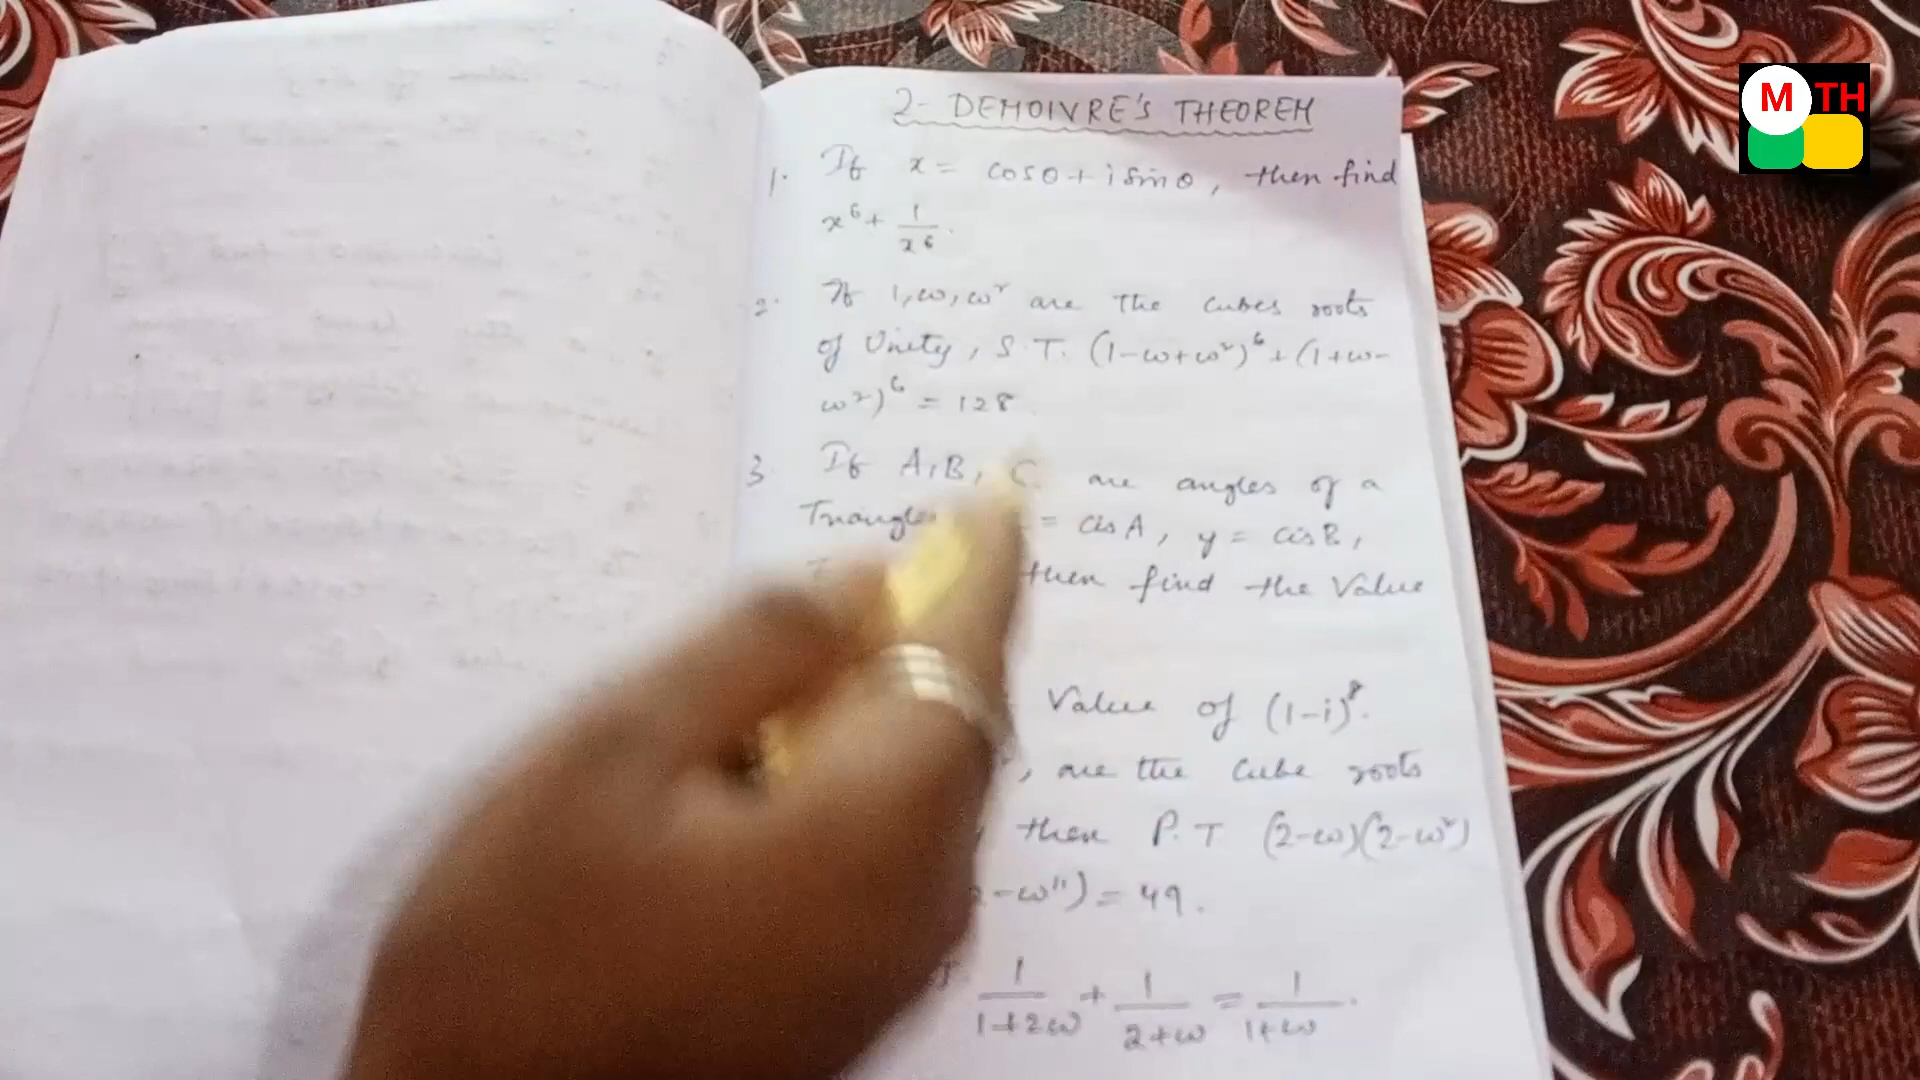 2- DEMOIVRE'S THEOREM
1. If x = cosθ + i sinθ, then find
x⁶ + 1/x⁶.
2. If 1, ω, ω² are the cubes roots
of Unity, S.T. (1-ω+ω²)⁶ + (1+ω-
ω²)⁶ = 128.
3 If A, B, C are angles of a
= cis A, y = cis B,
then find the Value
Value of (1-i)⁸.
, are the Cube roots
then P.T (2-ω)(2-ω²)
-ω¹¹) = 49.
1/(1+2ω) + 1/(2+ω) = 1/(1+ω).
M TH